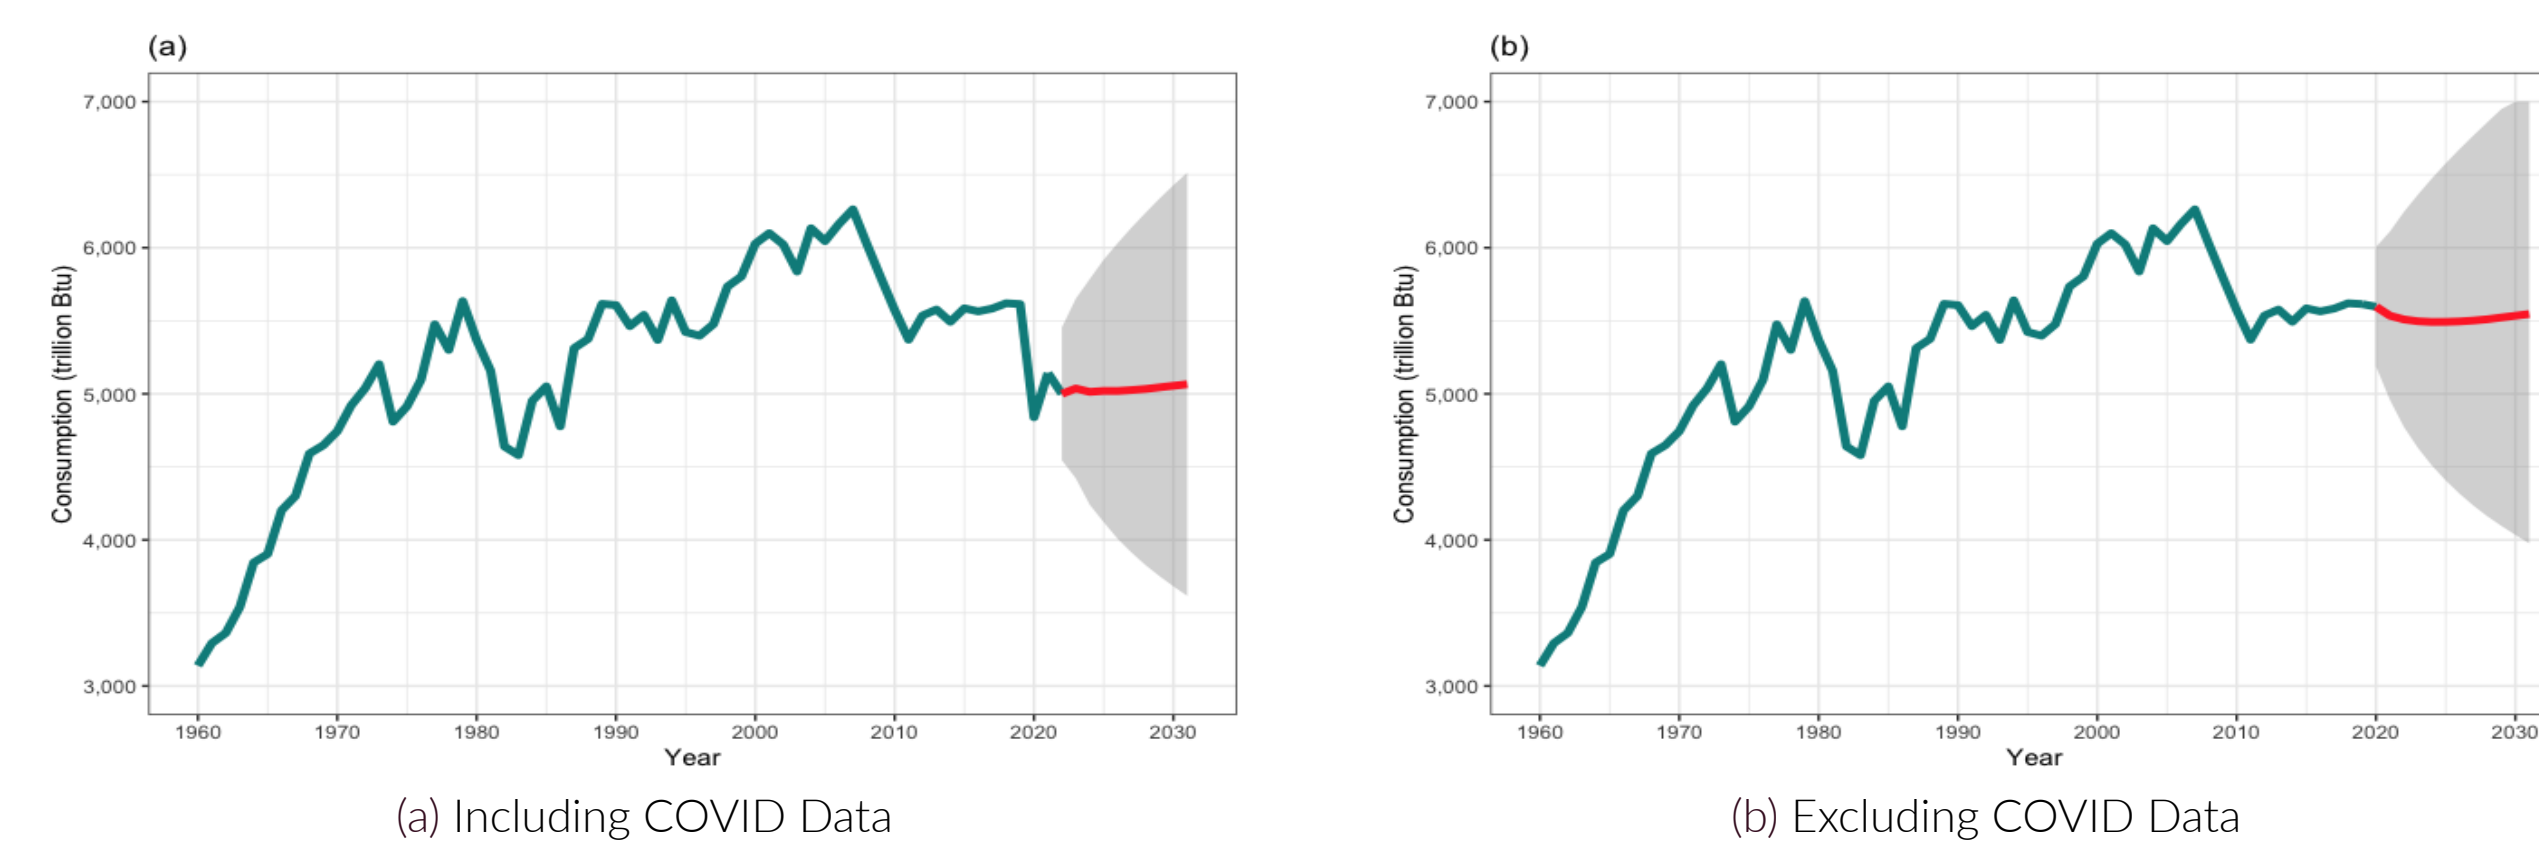 (a)
7,000
6,000
5,000
4,000
3,000
Consumption (trillion Btu)
1960 1970 1980 1990 2000 2010 2020 2030
Year
(a) Including COVID Data
(b)
7,000
6,000
5,000
4,000
3,000
Consumption (trillion Btu)
1960 1970 1980 1990 2000 2010 2020 2030
Year
(b) Excluding COVID Data